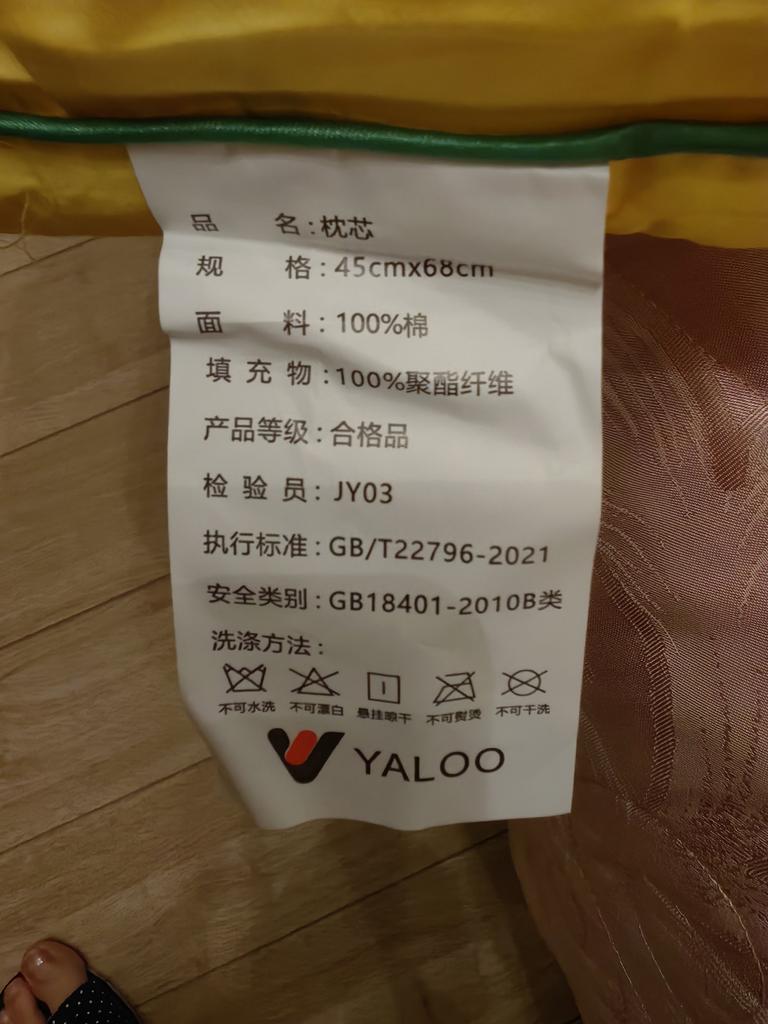 品 名:枕芯
规 格:45cmx68cm
面 料:100%棉
填 充 物:100%聚酯纤维
产品等级:合格品
检 验 员:JY03
执行标准:GB/T22796-2021
安全类别:GB18401-2010B类
洗涤方法:
不可水洗 不可漂白 悬挂晾干 不可熨烫 不可干洗
YALOO